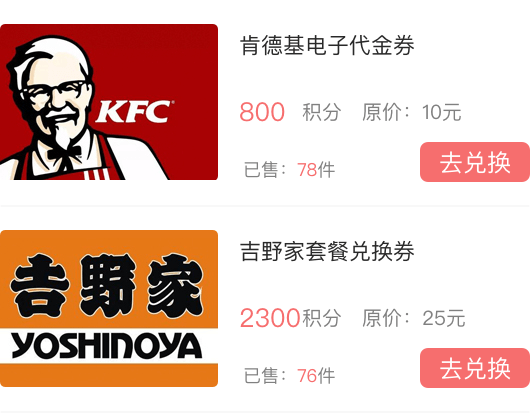 肯德基电子代金券
KFC
800 积分 原价：10元
已售：78件
去兑换
吉野家套餐兑换券
吉野家
YOSHINOYA
2300积分 原价：25元
已售：76件
去兑换